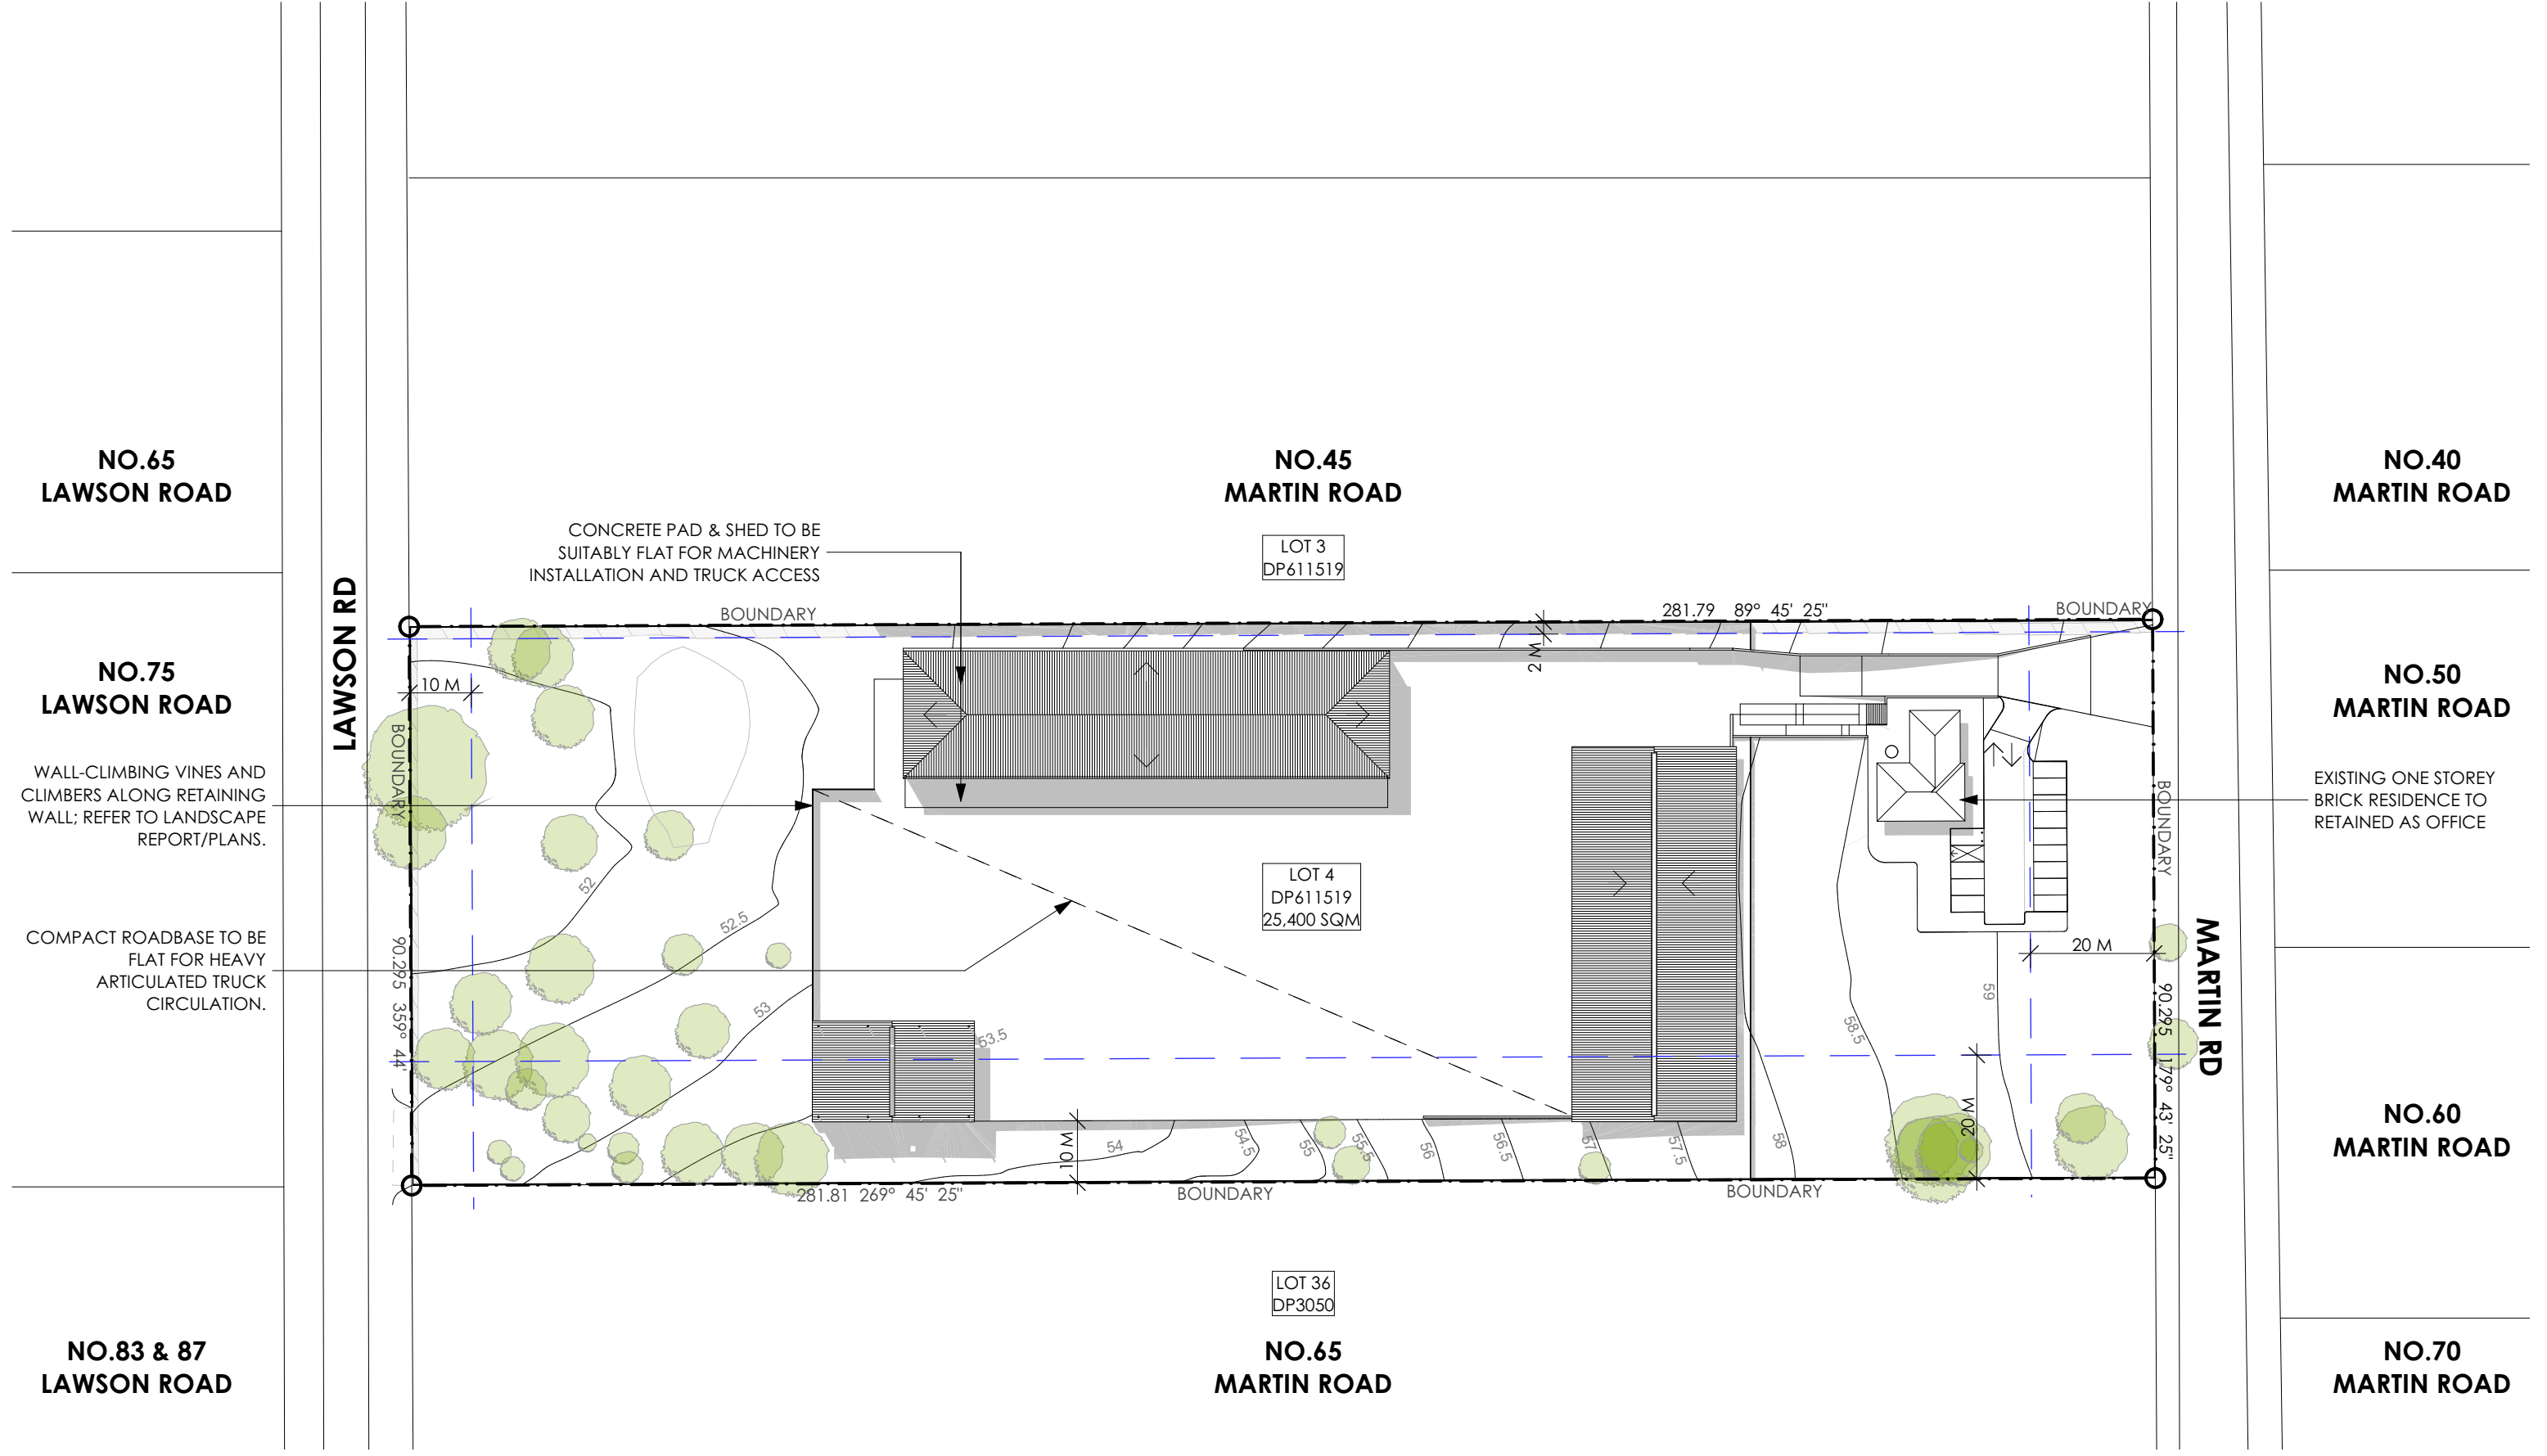 NO.65
LAWSON ROAD
NO.45
MARTIN ROAD
NO.40
MARTIN ROAD
CONCRETE PAD & SHED TO BE
SUITABLY FLAT FOR MACHINERY
INSTALLATION AND TRUCK ACCESS
LOT 3
DP611519
LAWSON RD
BOUNDARY
281.79 89° 45' 25"
BOUNDARY
2 M
10 M
NO.75
LAWSON ROAD
NO.50
MARTIN ROAD
BOUNDARY
WALL-CLIMBING VINES AND
CLIMBERS ALONG RETAINING
WALL; REFER TO LANDSCAPE
REPORT/PLANS.
EXISTING ONE STOREY
BRICK RESIDENCE TO
RETAINED AS OFFICE
BOUNDARY
52
52.5
LOT 4
DP611519
25,400 SQM
COMPACT ROADBASE TO BE
FLAT FOR HEAVY
ARTICULATED TRUCK
CIRCULATION.
90.295 359° 44'
20 M
MARTIN RD
59
58.5
53
53.5
90.295 179° 43' 25"
20 M
10 M
54
54.5
55
55.5
56
56.5
57
57.5
58
281.81 269° 45' 25"
BOUNDARY
BOUNDARY
NO.60
MARTIN ROAD
LOT 36
DP3050
NO.83 & 87
LAWSON ROAD
NO.65
MARTIN ROAD
NO.70
MARTIN ROAD